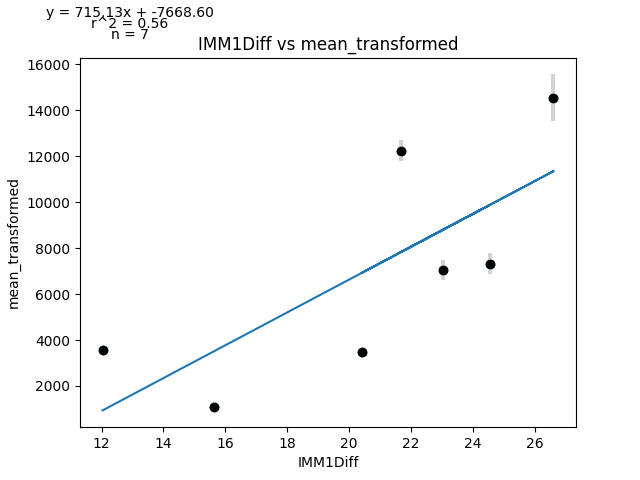 y = 715.13x + -7668.60
r^2 = 0.56
n = 7
IMM1Diff vs mean_transformed
16000
14000
12000
10000
8000
6000
4000
2000
mean_transformed
12 14 16 18 20 22 24 26
IMM1Diff